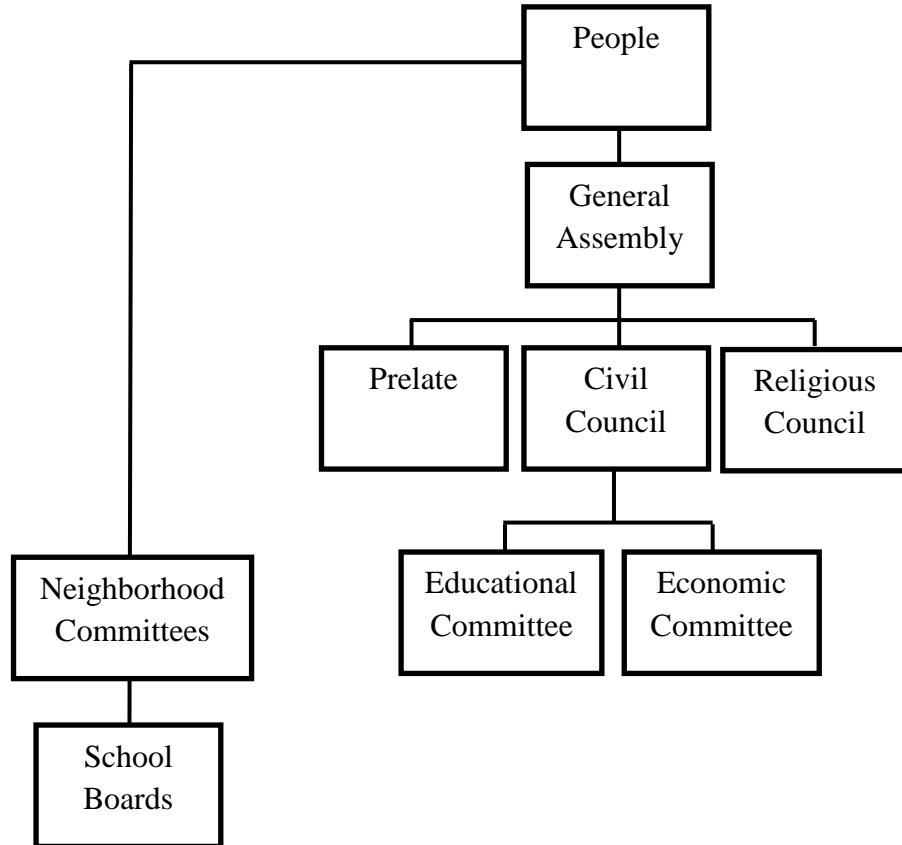 People
General
Assembly
Prelate
Civil
Council
Religious
Council
Educational
Committee
Economic
Committee
Neighborhood
Committees
School
Boards